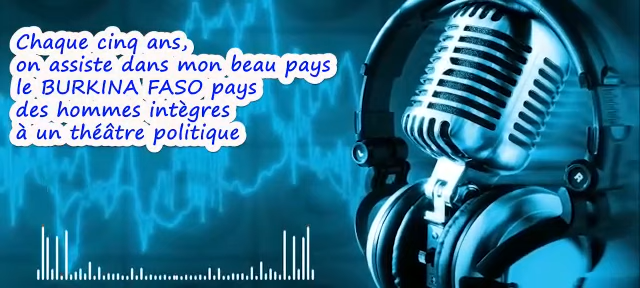 Chaque cinq ans,
on assiste dans mon beau pays
le BURKINA FASO pays
des hommes intègres
à un théâtre politique